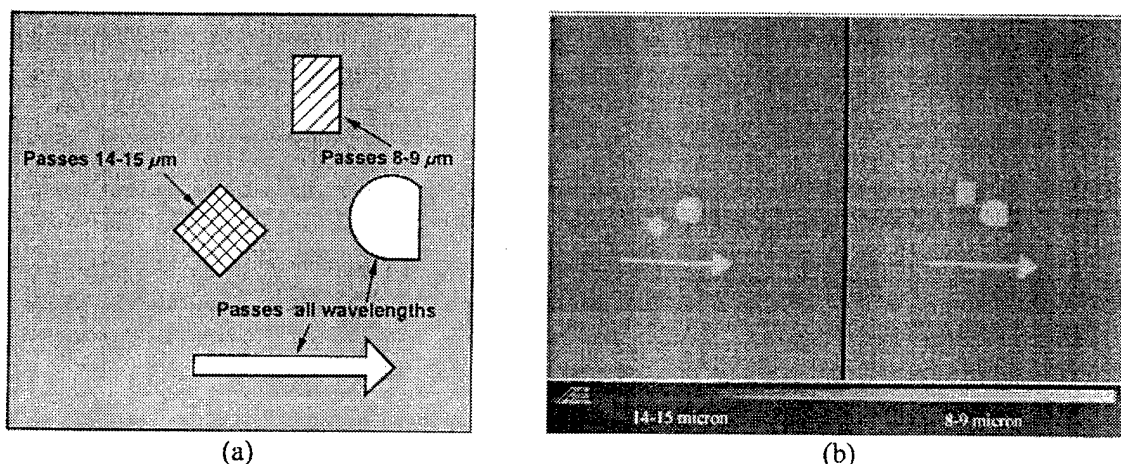 Passes 14-15 μm
Passes 8-9 μm
Passes all wavelengths
14-15 micron
8-9 micron
(a)
(b)